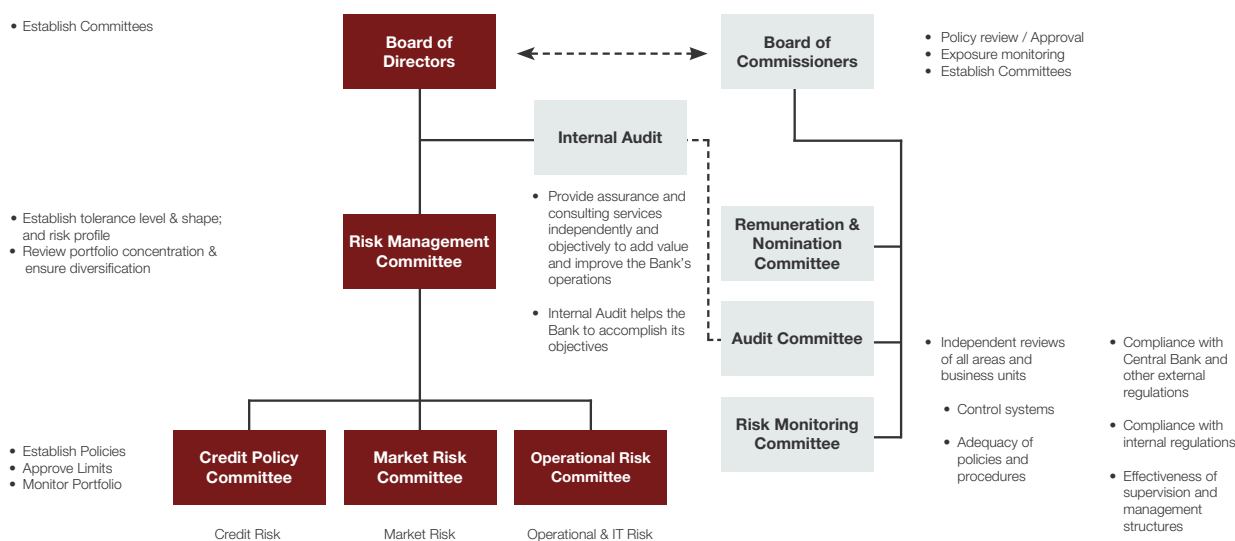 • Establish Committees
Board of
Directors
Board of
Commissioners
• Policy review / Approval
• Exposure monitoring
• Establish Committees
Internal Audit
• Provide assurance and
consulting services
independently and
objectively to add value
and improve the Bank's
operations
• Internal Audit helps the
Bank to accomplish its
objectives
• Establish tolerance level & shape;
and risk profile
• Review portfolio concentration &
ensure diversification
Risk Management
Committee
Remuneration &
Nomination
Committee
Audit Committee
Risk Monitoring
Committee
• Independent reviews
of all areas and
business units
• Control systems
• Adequacy of
policies and
procedures
• Compliance with
Central Bank and
other external
regulations
• Compliance with
internal regulations
• Effectiveness of
supervision and
management
structures
• Establish Policies
• Approve Limits
• Monitor Portfolio
Credit Policy
Committee
Market Risk
Committee
Operational Risk
Committee
Credit Risk
Market Risk
Operational & IT Risk